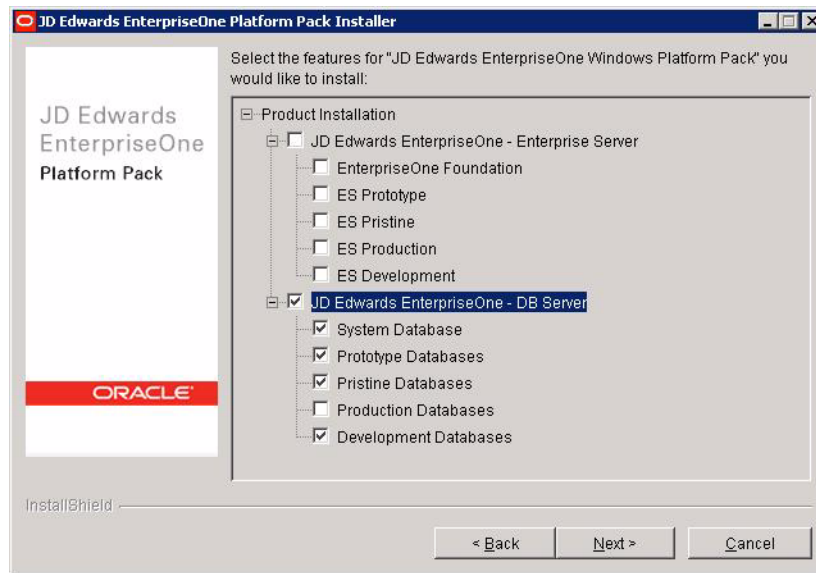 JD Edwards EnterpriseOne Platform Pack Installer
JD Edwards
EnterpriseOne
Platform Pack
ORACLE
Select the features for "JD Edwards EnterpriseOne Windows Platform Pack" you
would like to install:
Product Installation
JD Edwards EnterpriseOne - Enterprise Server
EnterpriseOne Foundation
ES Prototype
ES Pristine
ES Production
ES Development
JD Edwards EnterpriseOne - DB Server
System Database
Prototype Databases
Pristine Databases
Production Databases
Development Databases
InstallShield
< Back
Next >
Cancel